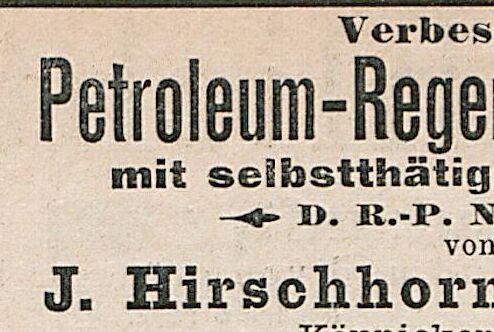 Verbes
Petroleum-Rege
mit selbstthätig
D. R.-P. N
von
J. Hirschhorn